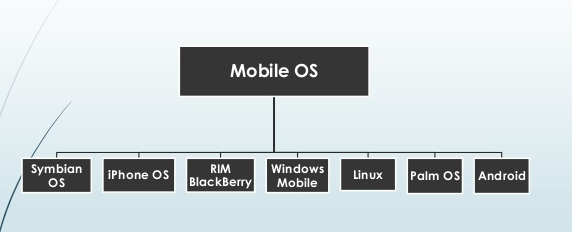 Mobile OS
Symbian
OS
iPhone OS
RIM
BlackBerry
Windows
Mobile
Linux
Palm OS
Android